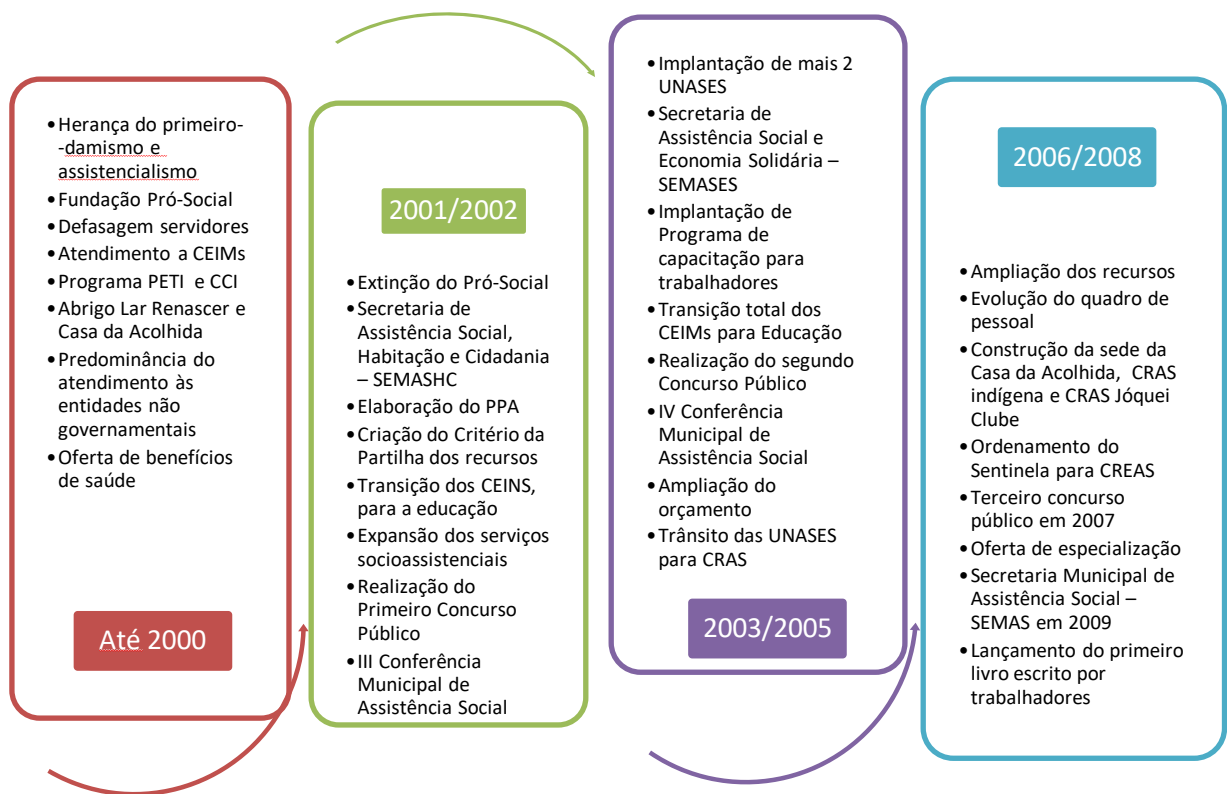 •Herança do primeiro-
-damismo e
assistencialismo
•Fundação Pró-Social
•Defasagem servidores
•Atendimento a CEIMs
•Programa PETI e CCI
•Abrigo Lar Renascer e
Casa da Acolhida
•Predominância do
atendimento às
entidades não
governamentais
•Oferta de benefícios
de saúde
Até 2000
2001/2002
•Extinção do Pró-Social
•Secretaria de
Assistência Social,
Habitação e Cidadania
– SEMASHC
•Elaboração do PPA
•Criação do Critério da
Partilha dos recursos
•Transição dos CEINS,
para a educação
•Expansão dos serviços
socioassistenciais
•Realização do
Primeiro Concurso
Público
•III Conferência
Municipal de
Assistência Social
•Implantação de mais 2
UNASES
•Secretaria de
Assistência Social e
Economia Solidária –
SEMASES
•Implantação de
Programa de
capacitação para
trabalhadores
•Transição total dos
CEIMs para Educação
•Realização do segundo
Concurso Público
•IV Conferência
Municipal de
Assistência Social
•Ampliação do
orçamento
•Trânsito das UNASES
para CRAS
2003/2005
2006/2008
•Ampliação dos recursos
•Evolução do quadro de
pessoal
•Construção da sede da
Casa da Acolhida, CRAS
indígena e CRAS Jóquei
Clube
•Ordenamento do
Sentinela para CREAS
•Terceiro concurso
público em 2007
•Oferta de especialização
•Secretaria Municipal de
Assistência Social –
SEMAS em 2009
•Lançamento do primeiro
livro escrito por
trabalhadores